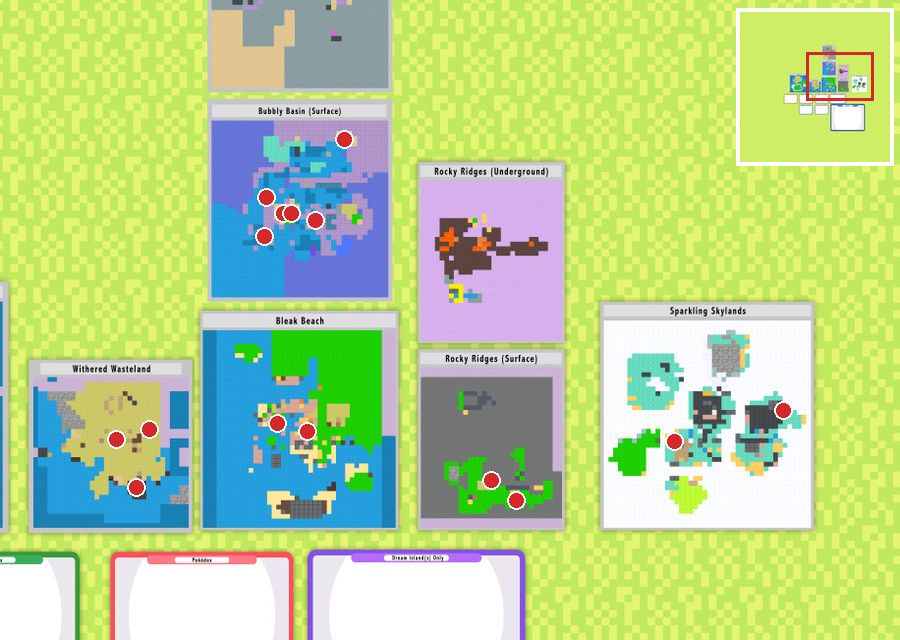 Bubbly Basin (Surface)
Rocky Ridges (Underground)
Sparkling Skylands
Bleak Beach
Rocky Ridges (Surface)
Withered Wasteland
Pokédex
Dream Island(s) Only